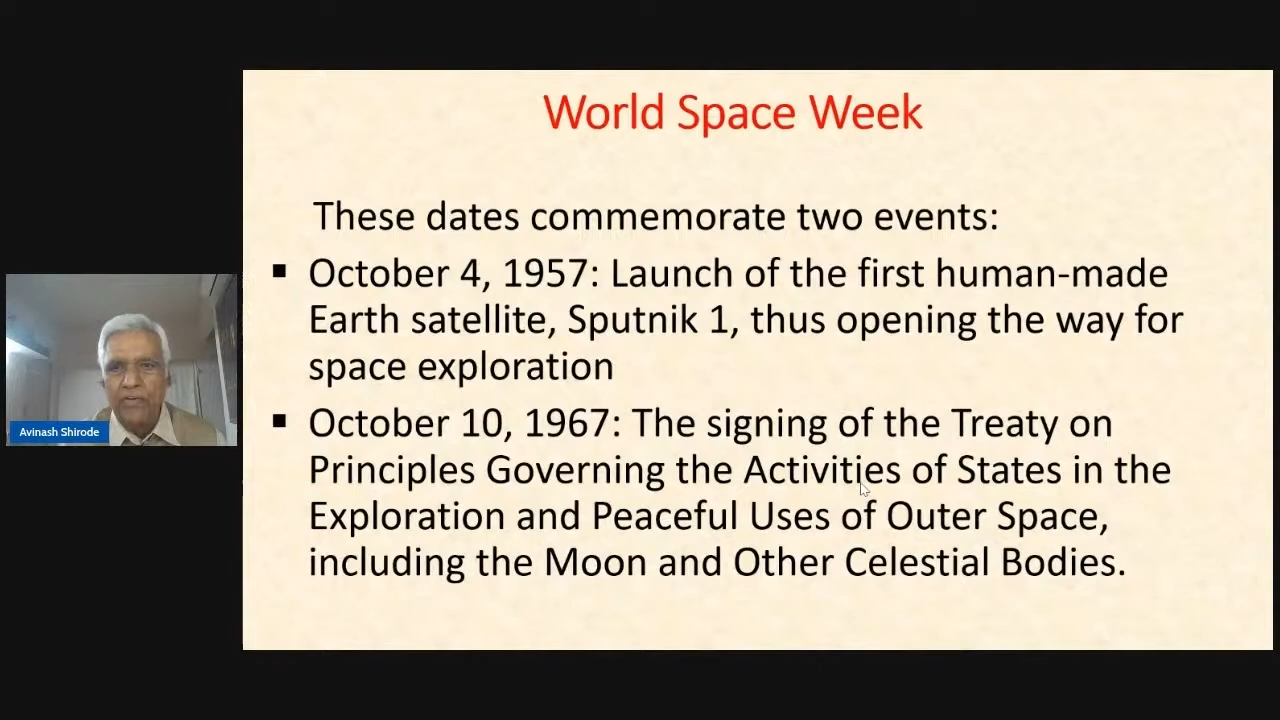 World Space Week
These dates commemorate two events:
▪ October 4, 1957: Launch of the first human-made
Earth satellite, Sputnik 1, thus opening the way for
space exploration
▪ October 10, 1967: The signing of the Treaty on
Principles Governing the Activities of States in the
Exploration and Peaceful Uses of Outer Space,
including the Moon and Other Celestial Bodies.
Avinash Shirode